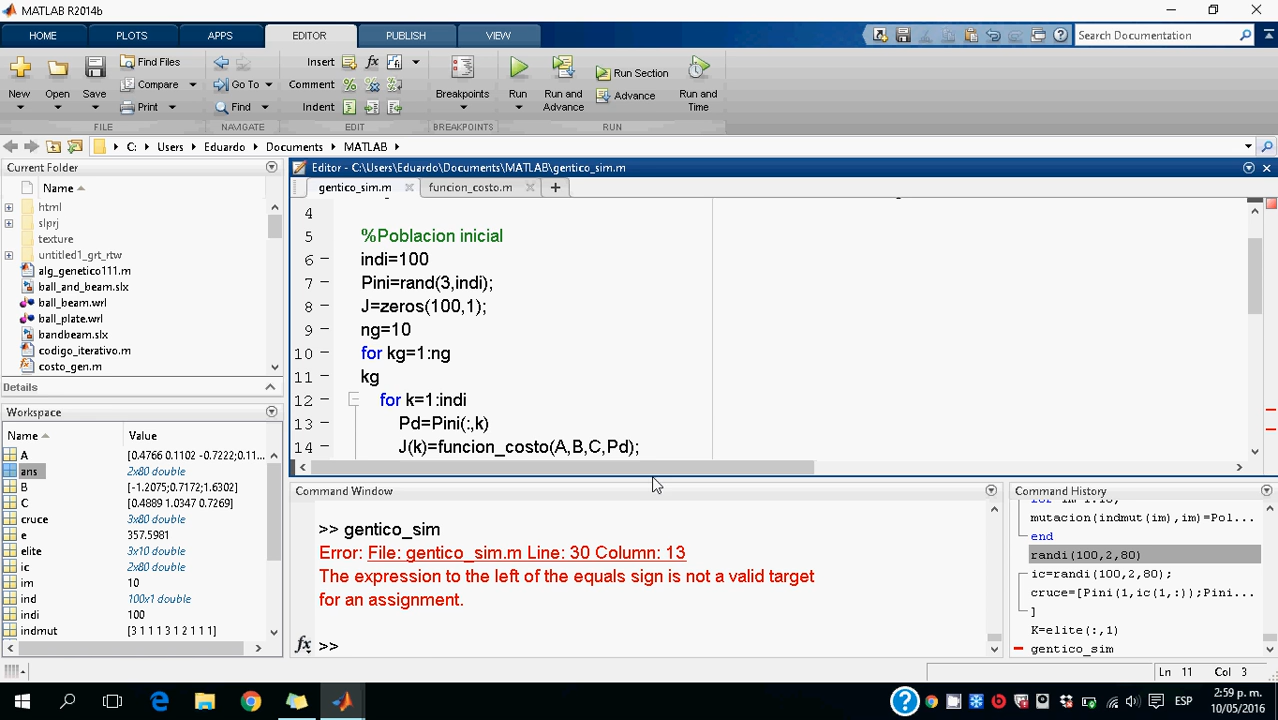 MATLAB R2014b
HOME PLOTS APPS EDITOR PUBLISH VIEW Search Documentation
New Open Save Find Files Compare Print
Go To Find
Insert fx Comment Indent
Breakpoints
Run Run and Advance Run Section Advance Run and Time
FILE NAVIGATE EDIT BREAKPOINTS RUN
C: Users Eduardo Documents MATLAB
Current Folder
Name
html
slprj
texture
untitled1_grt_rtw
alg_genetico111.m
ball_and_beam.slx
ball_beam.wrl
ball_plate.wrl
bandbeam.slx
codigo_iterativo.m
costo_gen.m
Details
Workspace
Name Value
A [0.4766 0.1102 -0.7222;0.11...
ans 2x80 double
B [-1.2075;0.7172;1.6302]
C [0.4889 1.0347 0.7269]
cruce 3x80 double
e 357.5981
elite 3x10 double
ic 2x80 double
im 10
ind 100x1 double
indi 100
indmut [3 1 1 1 3 1 2 1 1 1]
Editor - C:\Users\Eduardo\Documents\MATLAB\gentico_sim.m
gentico_sim.m funcion_costo.m
4
5 %Poblacion inicial
6 indi=100
7 Pini=rand(3,indi);
8 J=zeros(100,1);
9 ng=10
10 for kg=1:ng
11 kg
12 for k=1:indi
13 Pd=Pini(:,k)
14 J(k)=funcion_costo(A,B,C,Pd);
Command Window
>> gentico_sim
Error: File: gentico_sim.m Line: 30 Column: 13
The expression to the left of the equals sign is not a valid target
for an assignment.
fx >>
Command History
mutacion(indmut(im),im)=Pol...
end
randi(100,2,80)
ic=randi(100,2,80);
cruce=[Pini(1,ic(1,:));Pini...
]
K=elite(:,1)
gentico_sim
Ln 11 Col 3
ESP
2:59 p. m.
10/05/2016